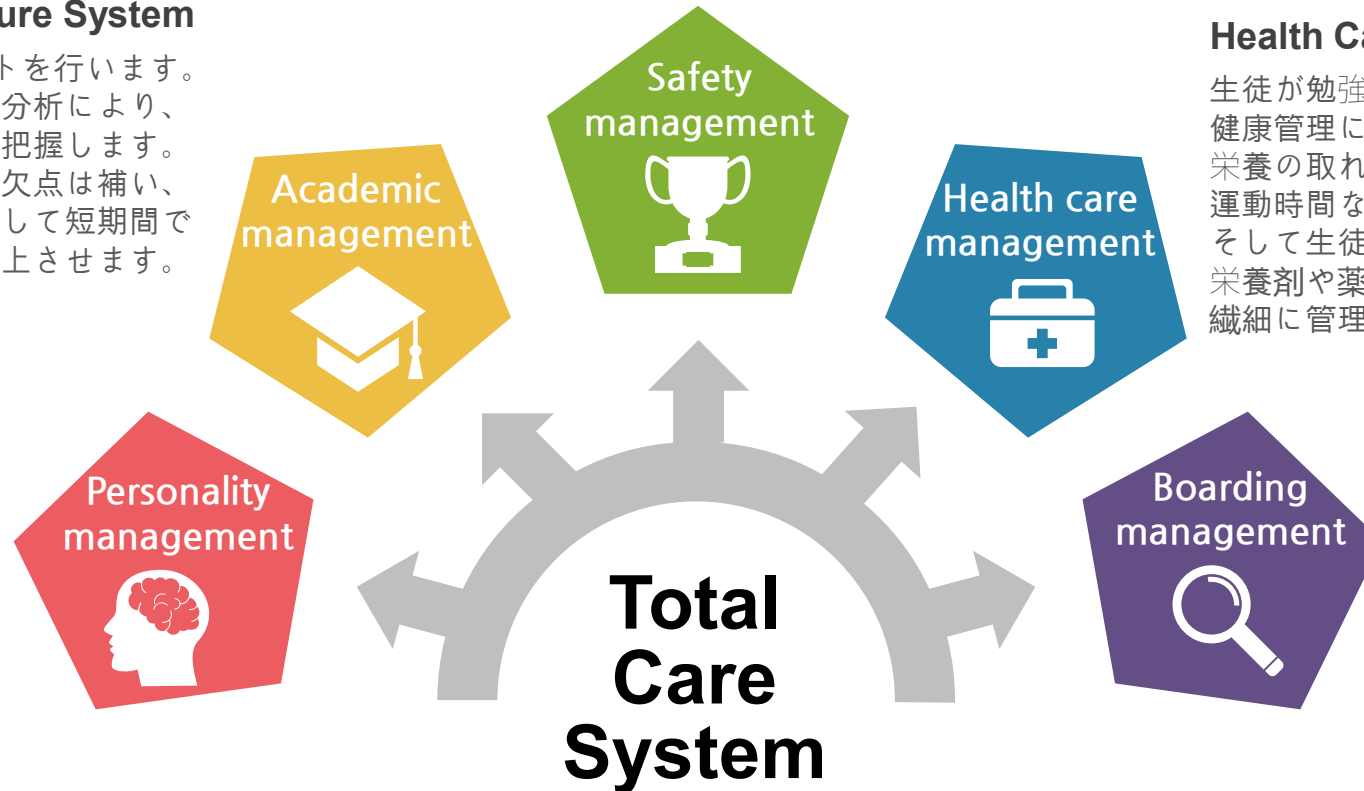 ure System
トを行います。
分析により、
把握します。
欠点は補い、
して短期間で
上させます。
Safety
management
Academic
management
Health care
management
Personality
management
Boarding
management
Total
Care
System
Health Ca
生徒が勉強
健康管理に
栄養の取れ
運動時間な
そして生徒
栄養剤や薬
繊細に管理